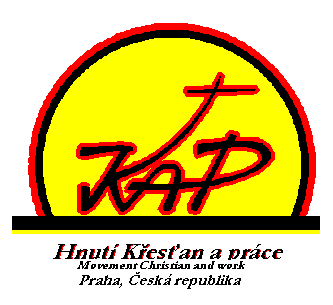 KAP
Hnutí Křesťan a práce
Movement Christian and work
Praha, Česká republika